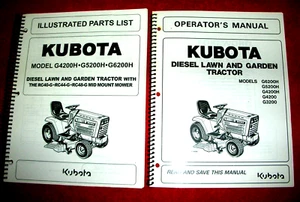 ILLUSTRATED PARTS LIST
KUBOTA
MODEL G4200H•G5200H•G6200H
DIESEL LAWN AND GARDEN TRACTOR WITH
THE RC40-G•RC44-G•RC48-G MID MOUNT MOWER
Kubota
OPERATOR'S MANUAL
KUBOTA
DIESEL LAWN AND GARDEN
TRACTOR
MODELS G6200H
G5200H
G4200H
G4200
G3200
READ AND SAVE THIS MANUAL
Kubota